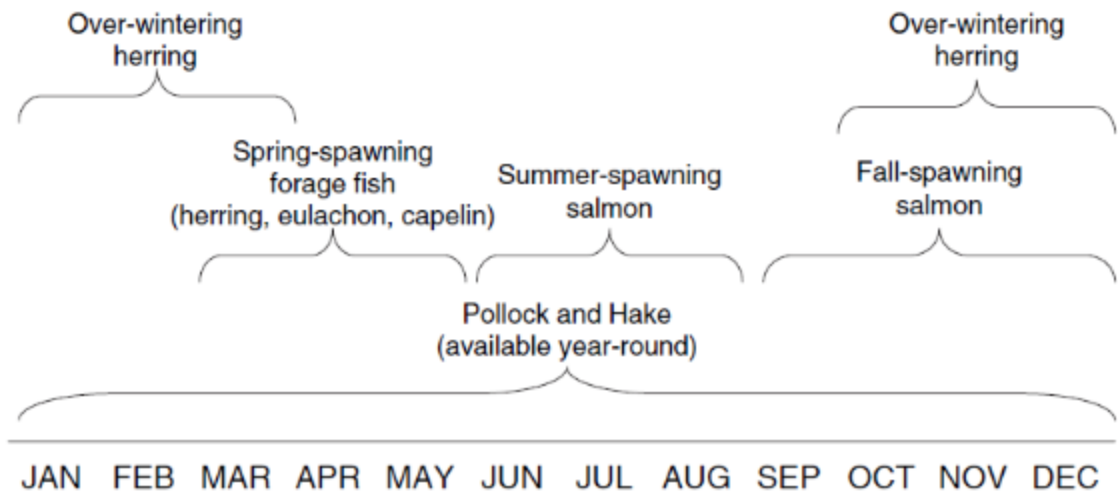 Over-wintering
herring
Over-wintering
herring
Spring-spawning
forage fish
(herring, eulachon, capelin)
Summer-spawning
salmon
Fall-spawning
salmon
Pollock and Hake
(available year-round)
JAN FEB MAR APR MAY JUN JUL AUG SEP OCT NOV DEC